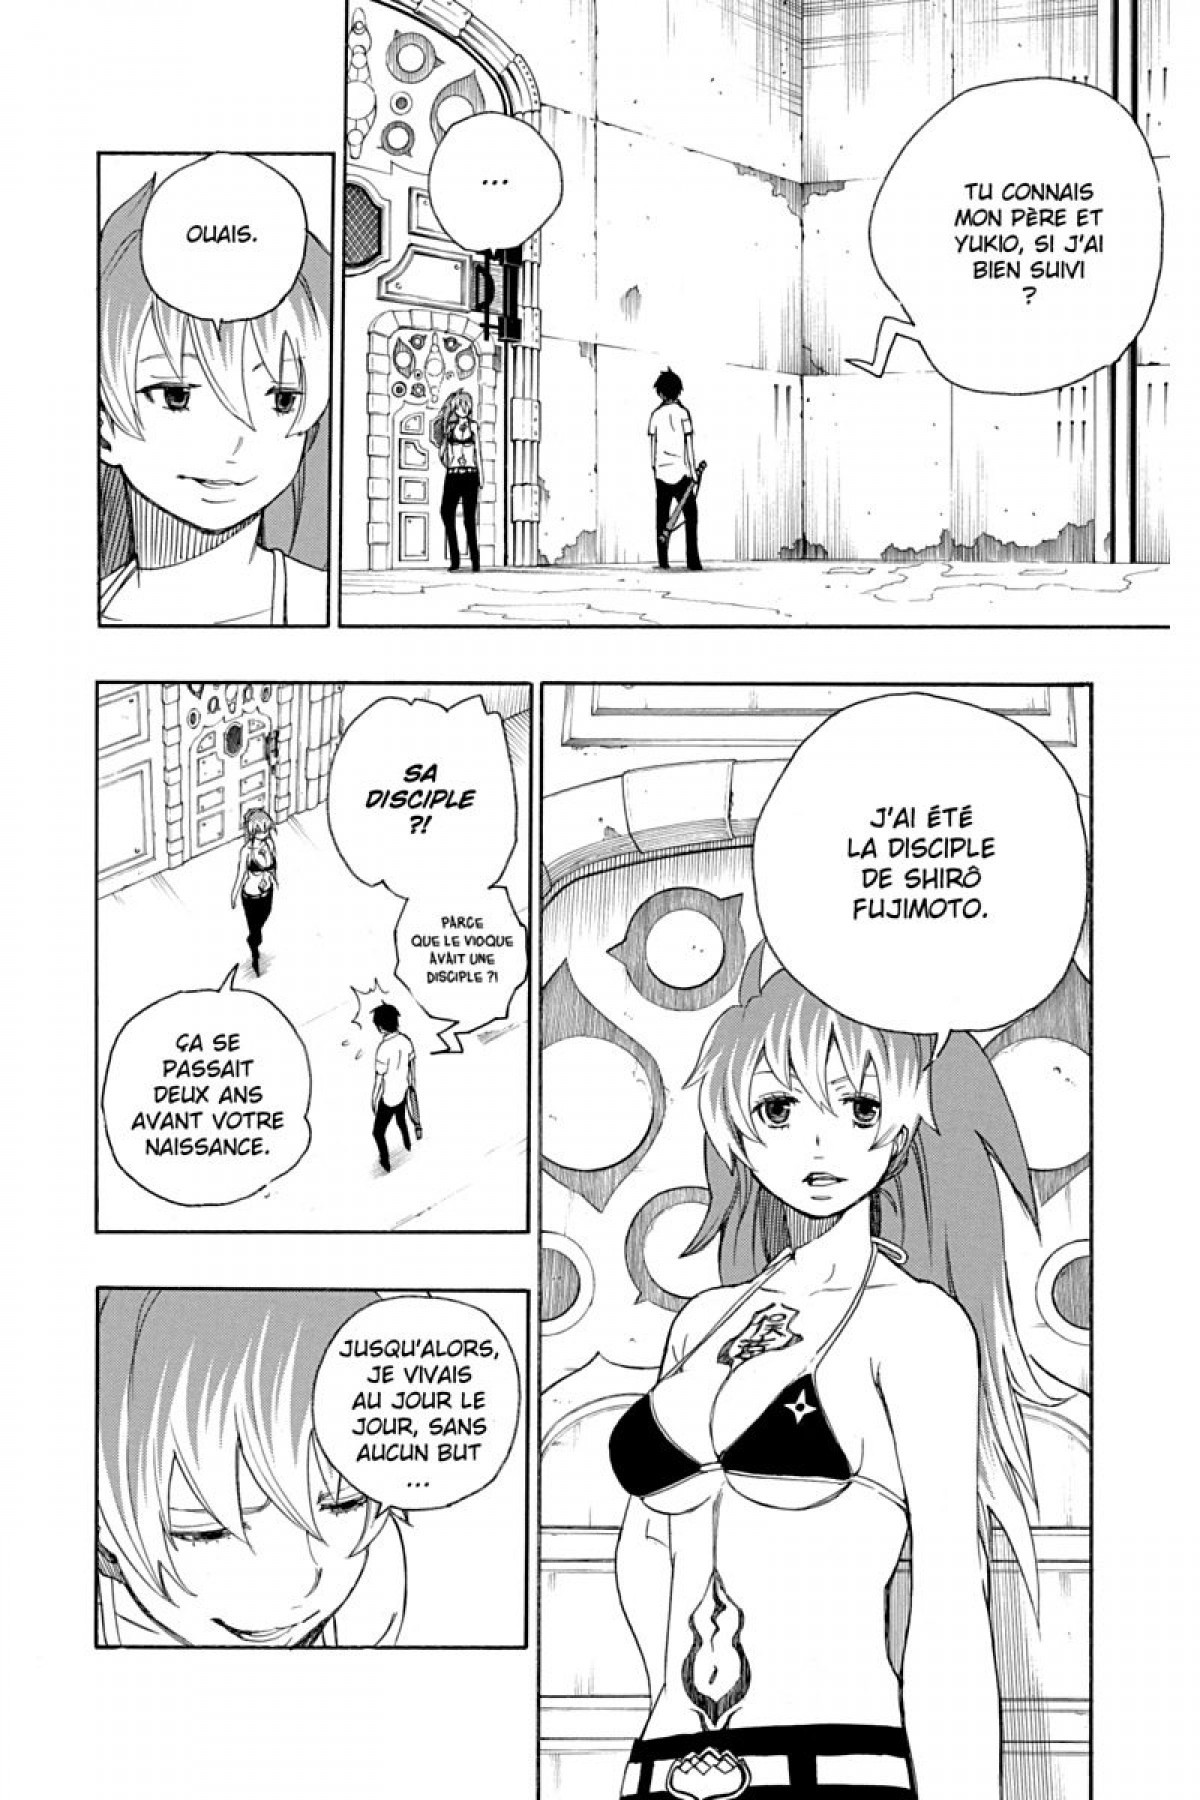 TU CONNAIS
MON PÈRE ET
YUKIO, SI J'AI
BIEN SUIVI
?
...
OUAIS.
J'AI ÉTÉ
LA DISCIPLE
DE SHIRÔ
FUJIMOTO.
SA
DISCIPLE
?!
PARCE
QUE LE VIOQUE
AVAIT UNE
DISCIPLE ?!
ÇA SE
PASSAIT
DEUX ANS
AVANT VOTRE
NAISSANCE.
JUSQU'ALORS,
JE VIVAIS
AU JOUR LE
JOUR, SANS
AUCUN BUT
...